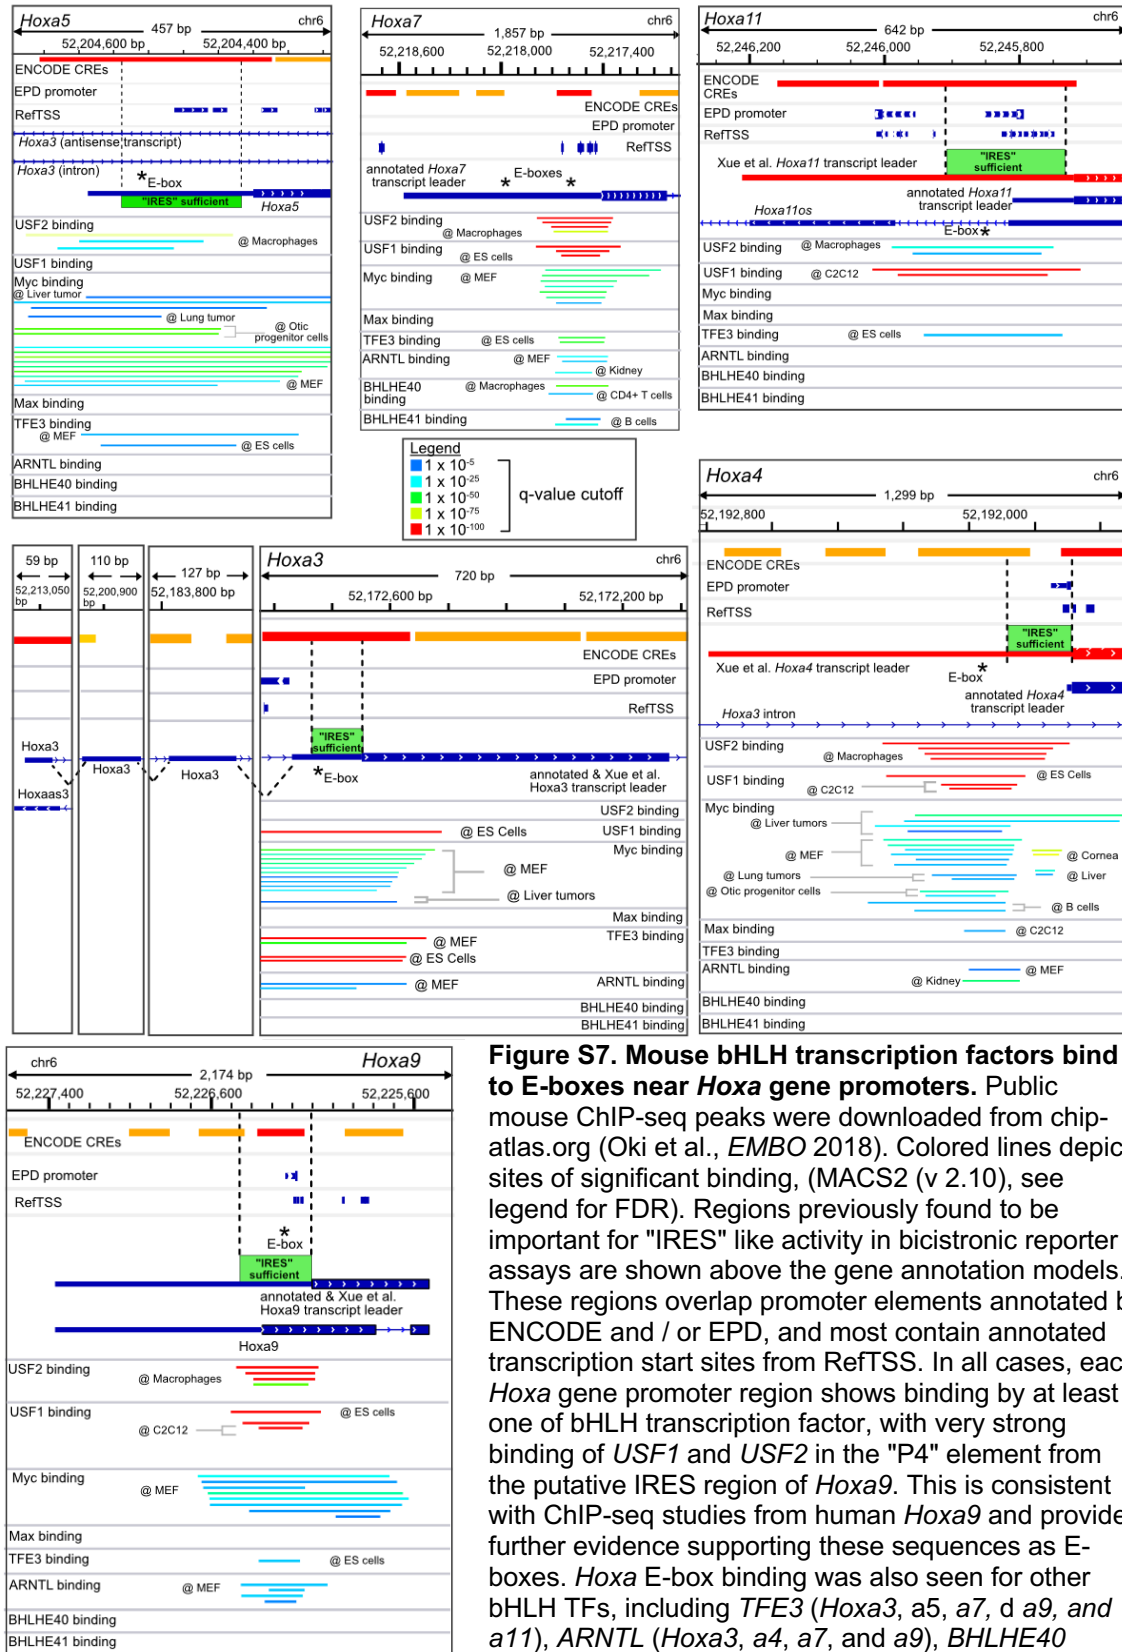 Hoxa5
chr6
457 bp
52,204,600 bp
52,204,400 bp
ENCODE CREs
EPD promoter
RefTSS
Hoxa3 (antisense transcript)
Hoxa3 (intron)
*E-box
"IRES" sufficient
Hoxa5
USF2 binding
@ Macrophages
USF1 binding
Myc binding
@ Liver tumor
@ Lung tumor
@ Otic
progenitor cells
@ MEF
Max binding
TFE3 binding
@ MEF
@ ES cells
ARNTL binding
BHLHE40 binding
BHLHE41 binding
Hoxa7
chr6
1,857 bp
52,218,600
52,218,000
52,217,400
ENCODE CREs
EPD promoter
RefTSS
annotated Hoxa7
transcript leader
E-boxes
* *
USF2 binding
@ Macrophages
USF1 binding
@ ES cells
Myc binding
@ MEF
Max binding
TFE3 binding
@ ES cells
ARNTL binding
@ MEF
@ Kidney
BHLHE40
binding
@ Macrophages
@ CD4+ T cells
BHLHE41 binding
@ B cells
Hoxa11
chr6
642 bp
52,246,200
52,246,000
52,245,800
ENCODE
CREs
EPD promoter
RefTSS
"IRES"
sufficient
Xue et al. Hoxa11 transcript leader
annotated Hoxa11
transcript leader
Hoxa11os
E-box*
USF2 binding
@ Macrophages
USF1 binding
@ C2C12
Myc binding
Max binding
TFE3 binding
@ ES cells
ARNTL binding
BHLHE40 binding
BHLHE41 binding
Legend
1 x 10-5
1 x 10-25
1 x 10-50
1 x 10-75
1 x 10-100
q-value cutoff
59 bp
52,213,050
bp
110 bp
52,200,900
bp
127 bp
52,183,800 bp
Hoxa3
Hoxaas3
Hoxa3
Hoxa3
Hoxa3
chr6
720 bp
52,172,600 bp
52,172,200 bp
ENCODE CREs
EPD promoter
RefTSS
"IRES"
sufficient
*E-box
annotated & Xue et al.
Hoxa3 transcript leader
USF2 binding
@ ES Cells
USF1 binding
Myc binding
@ MEF
@ Liver tumors
Max binding
TFE3 binding
@ MEF
@ ES Cells
ARNTL binding
@ MEF
BHLHE40 binding
BHLHE41 binding
Hoxa4
chr6
1,299 bp
52,192,800
52,192,000
ENCODE CREs
EPD promoter
RefTSS
"IRES"
sufficient
Xue et al. Hoxa4 transcript leader
E-box*
annotated Hoxa4
transcript leader
Hoxa3 intron
USF2 binding
@ Macrophages
USF1 binding
@ ES Cells
@ C2C12
Myc binding
@ Liver tumors
@ MEF
@ Cornea
@ Lung tumors
@ Liver
@ Otic progenitor cells
@ B cells
Max binding
@ C2C12
TFE3 binding
ARNTL binding
@ MEF
@ Kidney
BHLHE40 binding
BHLHE41 binding
chr6
Hoxa9
2,174 bp
52,227,400
52,226,600
52,225,600
ENCODE CREs
EPD promoter
RefTSS
*
E-box
"IRES"
sufficient
annotated & Xue et al.
Hoxa9 transcript leader
Hoxa9
USF2 binding
@ Macrophages
USF1 binding
@ ES cells
@ C2C12
Myc binding
@ MEF
Max binding
TFE3 binding
@ ES cells
ARNTL binding
@ MEF
BHLHE40 binding
BHLHE41 binding
Figure S7. Mouse bHLH transcription factors bind
to E-boxes near Hoxa gene promoters. Public
mouse ChIP-seq peaks were downloaded from chip-
atlas.org (Oki et al., EMBO 2018). Colored lines depic
sites of significant binding, (MACS2 (v 2.10), see
legend for FDR). Regions previously found to be
important for "IRES" like activity in bicistronic reporter
assays are shown above the gene annotation models.
These regions overlap promoter elements annotated b
ENCODE and / or EPD, and most contain annotated
transcription start sites from RefTSS. In all cases, eac
Hoxa gene promoter region shows binding by at least
one of bHLH transcription factor, with very strong
binding of USF1 and USF2 in the "P4" element from
the putative IRES region of Hoxa9. This is consistent
with ChIP-seq studies from human Hoxa9 and provide
further evidence supporting these sequences as E-
boxes. Hoxa E-box binding was also seen for other
bHLH TFs, including TFE3 (Hoxa3, a5, a7, d a9, and
a11), ARNTL (Hoxa3, a4, a7, and a9), BHLHE40